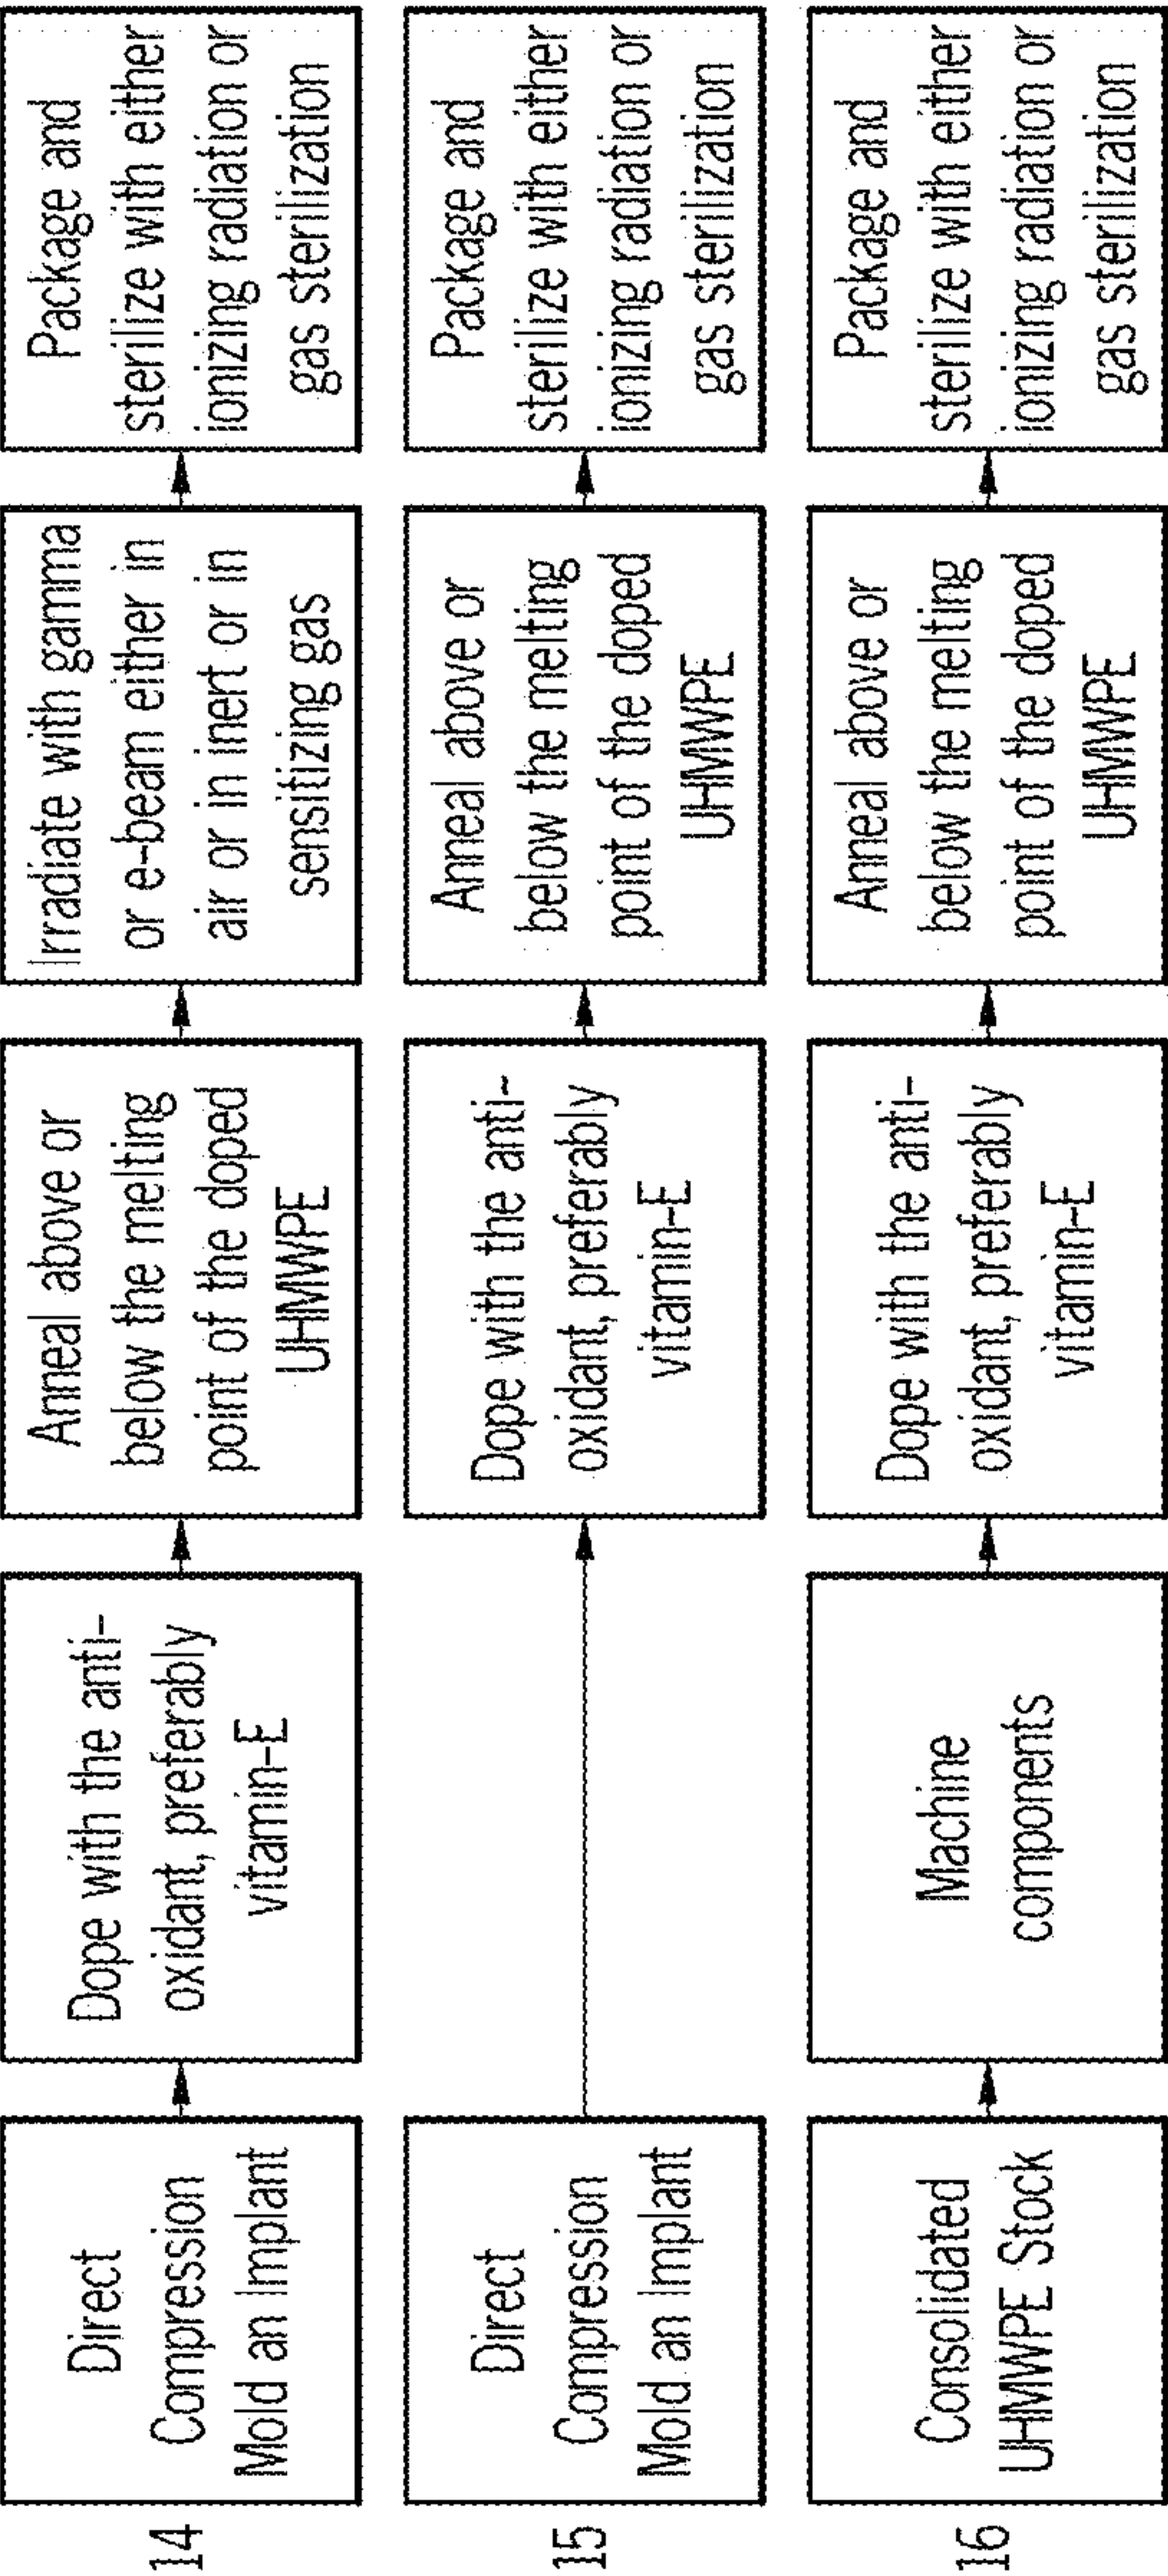 14
Direct
Compression
Mold an Implant
Dope with the anti-
oxidant, preferably
vitamin-E
Anneal above or
below the melting
point of the doped
UHMWPE
Irradiate with gamma
or e-beam either in
air or in inert or in
sensitizing gas
Package and
sterilize with either
ionizing radiation or
gas sterilization
15
Direct
Compression
Mold an Implant
Dope with the anti-
oxidant, preferably
vitamin-E
Anneal above or
below the melting
point of the doped
UHMWPE
Package and
sterilize with either
ionizing radiation or
gas sterilization
16
Consolidated
UHMWPE Stock
Machine
components
Dope with the anti-
oxidant, preferably
vitamin-E
Anneal above or
below the melting
point of the doped
UHMWPE
Package and
sterilize with either
ionizing radiation or
gas sterilization